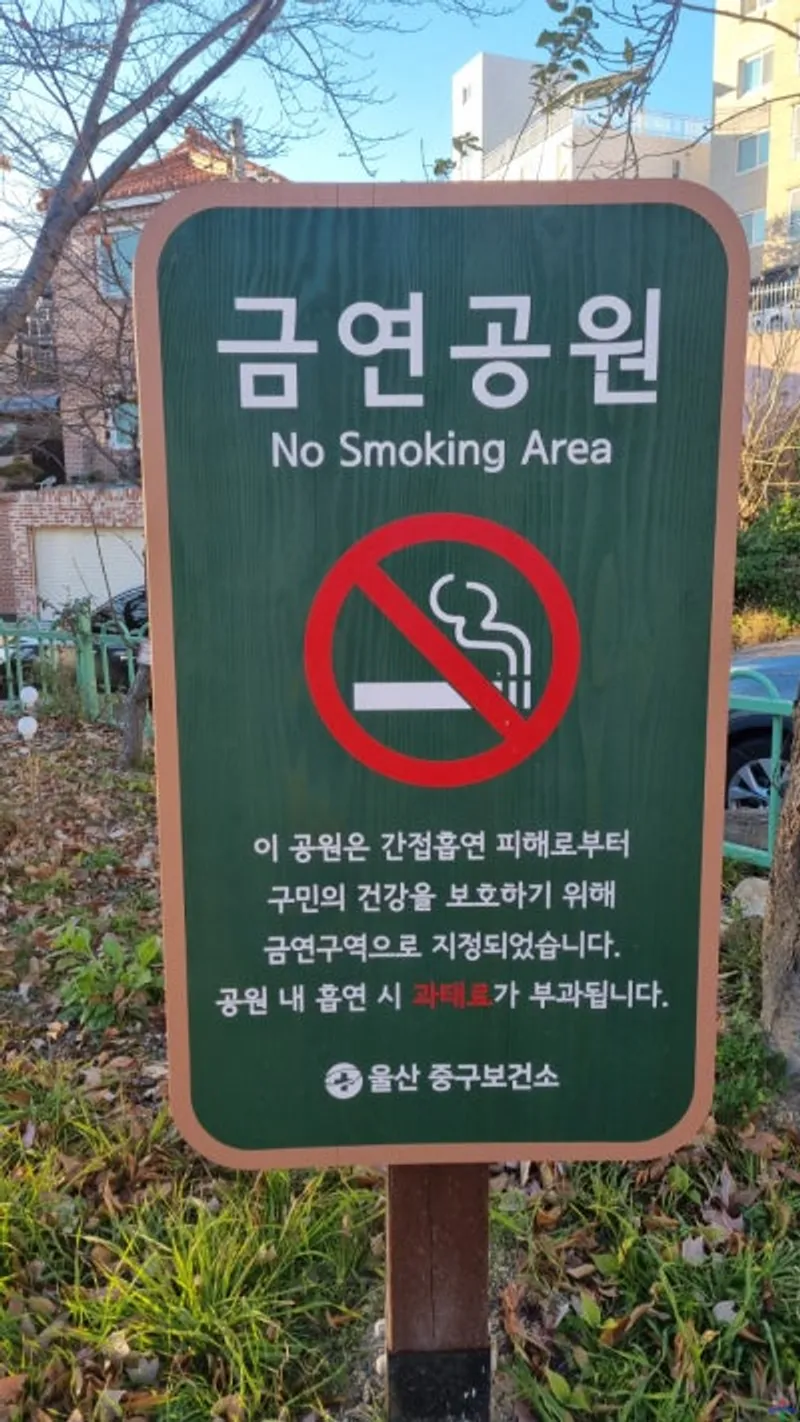 금연공원
No Smoking Area
이 공원은 간접흡연 피해로부터
구민의 건강을 보호하기 위해
금연구역으로 지정되었습니다.
공원 내 흡연 시 과태료가 부과됩니다.
울산 중구보건소